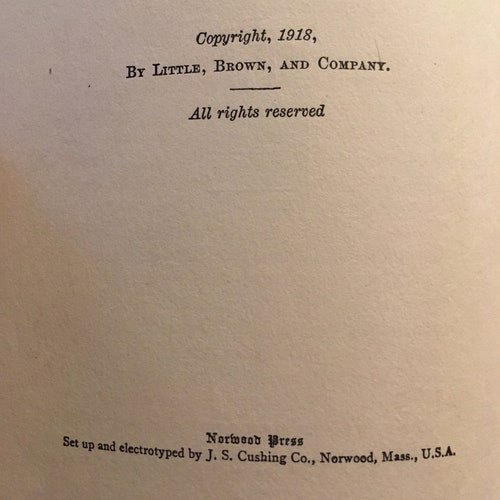 Copyright, 1918,
By Little, Brown, and Company.
All rights reserved
Norwood Press
Set up and electrotyped by J. S. Cushing Co., Norwood, Mass., U.S.A.